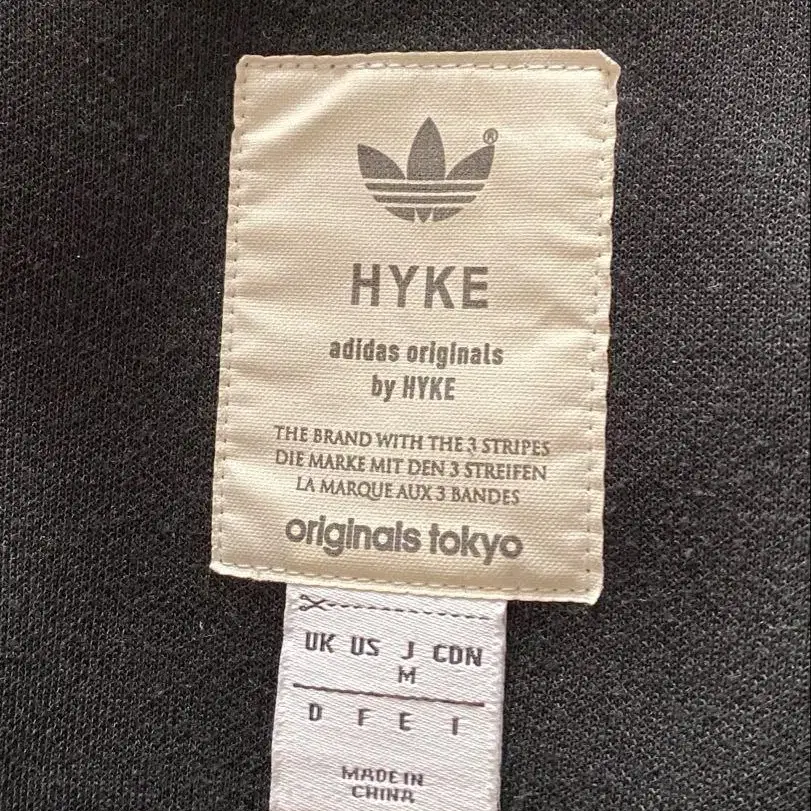 ®
HYKE
adidas originals
by HYKE
THE BRAND WITH THE 3 STRIPES
DIE MARKE MIT DEN 3 STREIFEN
LA MARQUE AUX 3 BANDES
originals tokyo
UK US J CDN
M
D F E I
MADE IN
CHINA